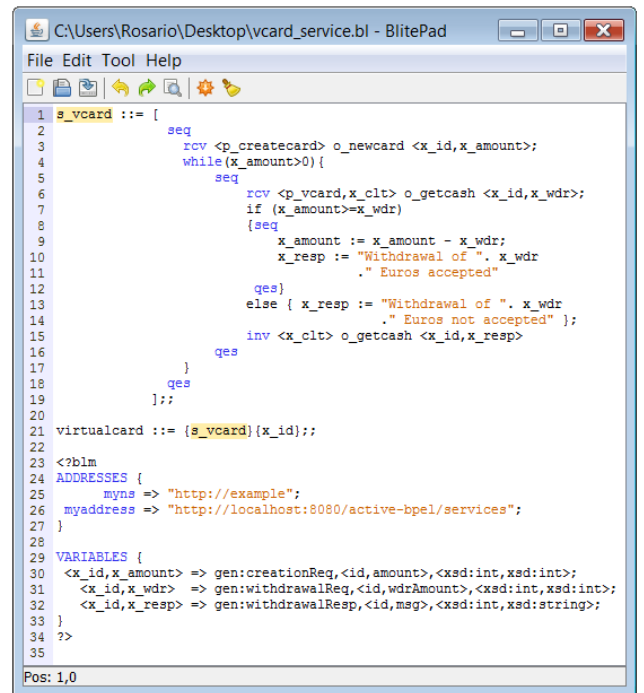 C:\Users\Rosario\Desktop\vcard_service.bl - BlitePad
File Edit Tool Help
1 s_vcard ::= [
2 seq
3 rcv <p_createcard> o_newcard <x_id,x_amount>;
4 while(x_amount>0){
5 seq
6 rcv <p_vcard,x_clt> o_getcash <x_id,x_wdr>;
7 if (x_amount>=x_wdr)
8 {seq
9 x_amount := x_amount - x_wdr;
10 x_resp := "Withdrawal of ". x_wdr
11 ." Euros accepted"
12 qes}
13 else { x_resp := "Withdrawal of ". x_wdr
14 ." Euros not accepted" };
15 inv <x_clt> o_getcash <x_id,x_resp>
16 qes
17 }
18 qes
19 ];;
20
21 virtualcard ::= {s_vcard}{x_id};;
22
23 <?blm
24 ADDRESSES {
25 myns => "http://example";
26 myaddress => "http://localhost:8080/active-bpel/services";
27 }
28
29 VARIABLES {
30 <x_id,x_amount> => gen:creationReq,<id,amount>,<xsd:int,xsd:int>;
31 <x_id,x_wdr> => gen:withdrawalReq,<id,wdrAmount>,<xsd:int,xsd:int>;
32 <x_id,x_resp> => gen:withdrawalResp,<id,msg>,<xsd:int,xsd:string>;
33 }
34 ?>
35
Pos: 1,0